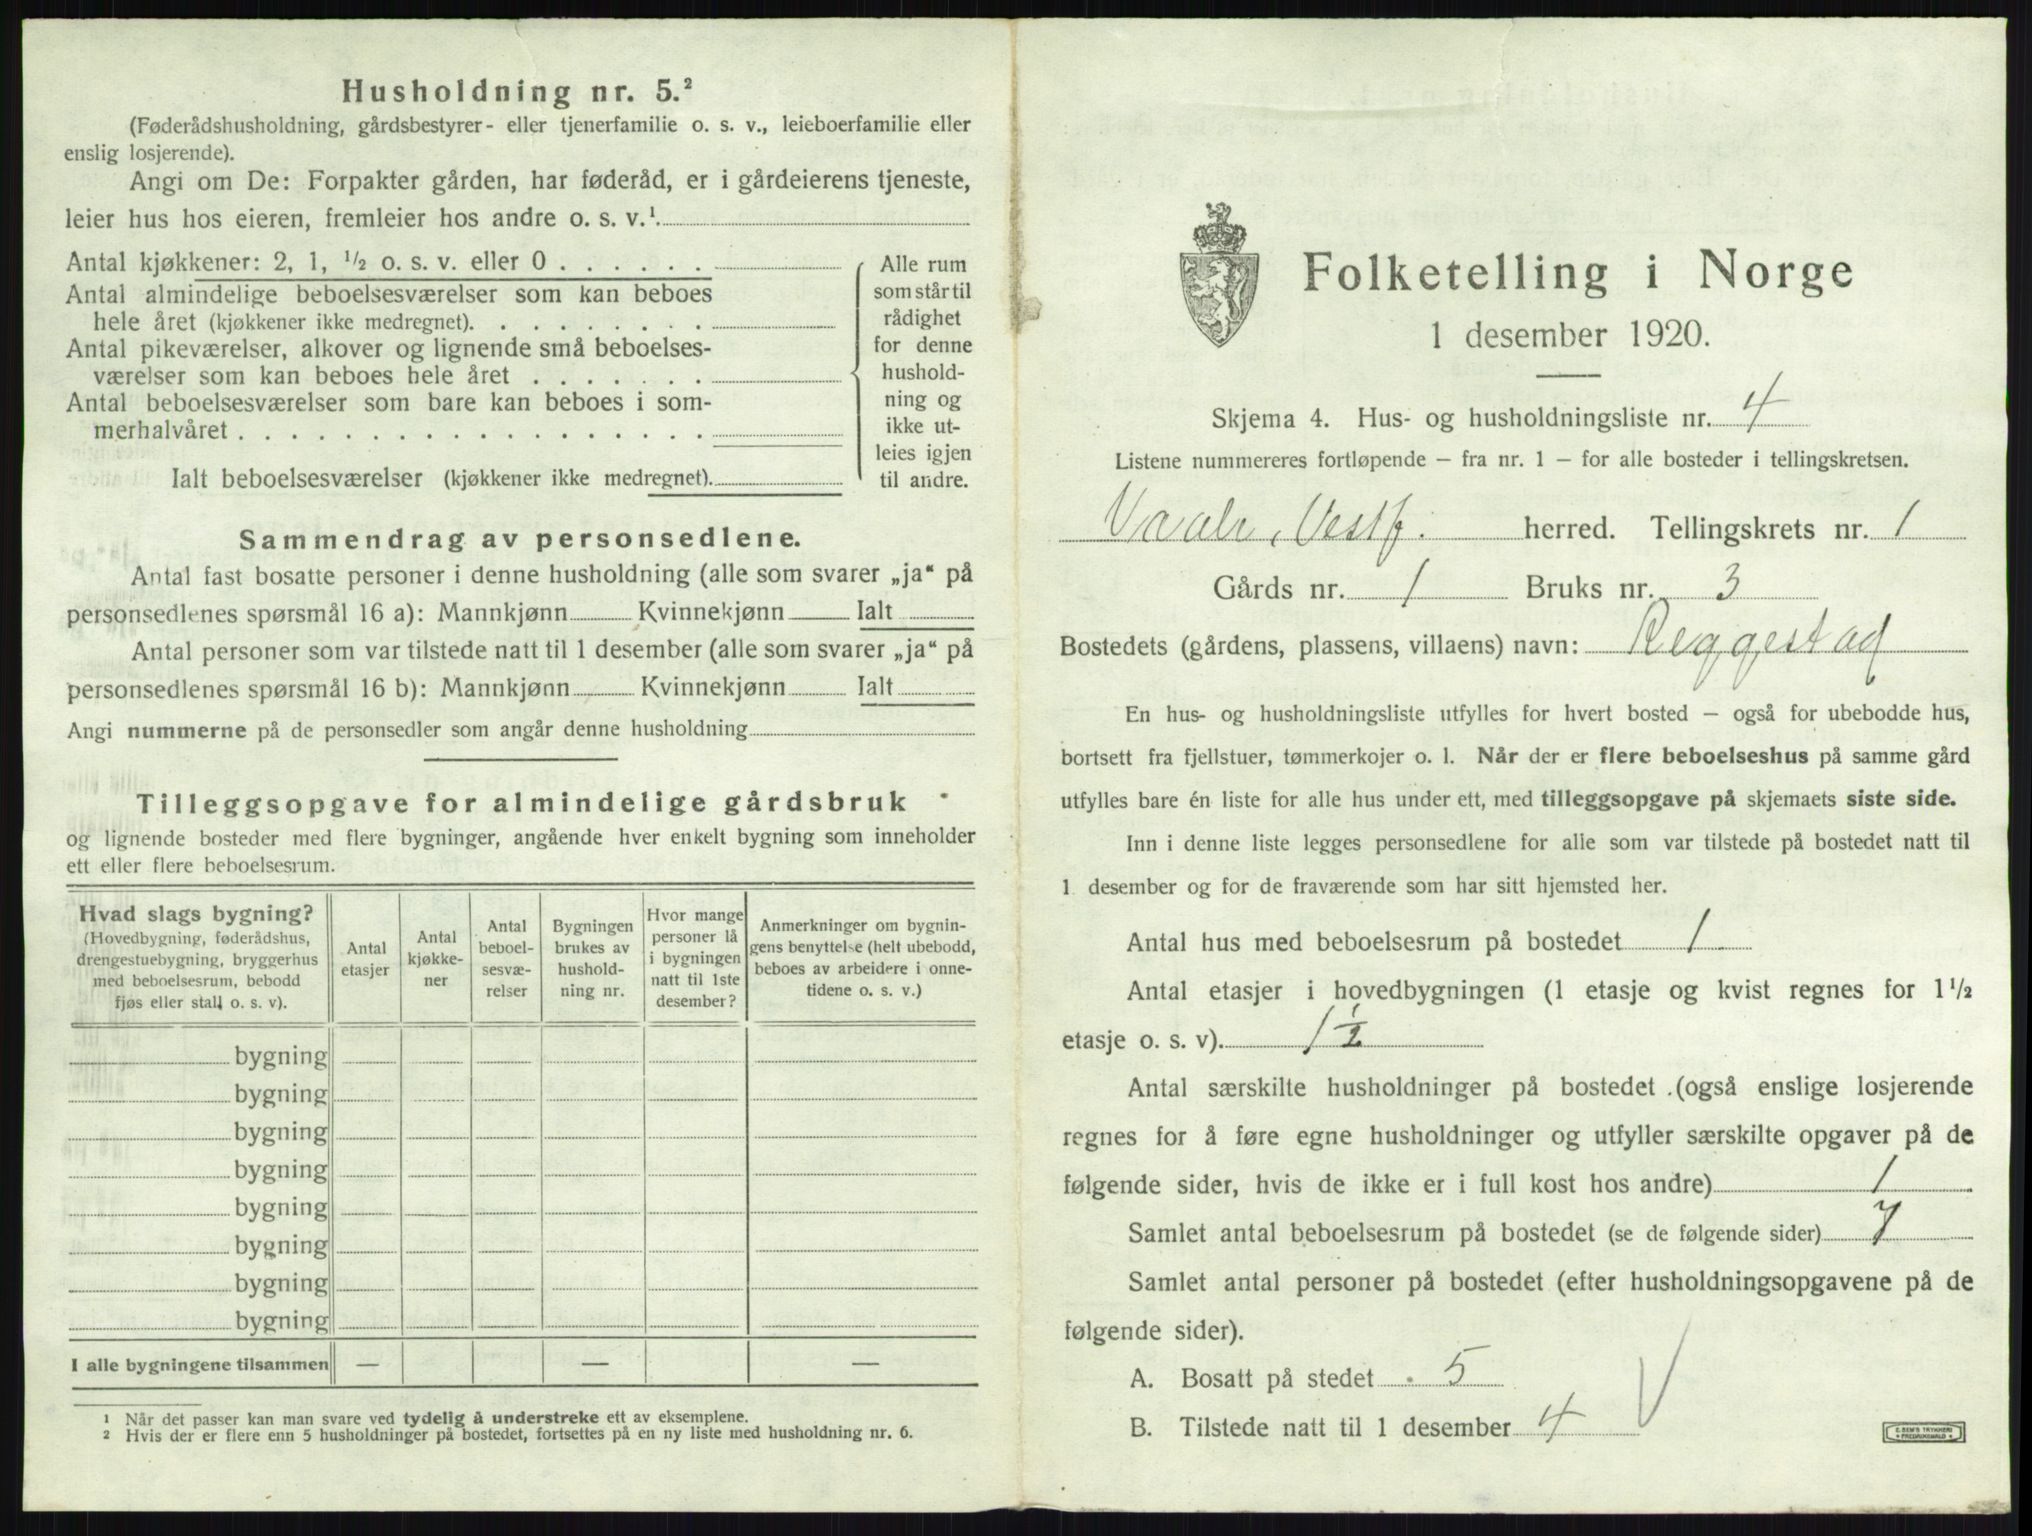 Husholdning nr. 5.²
(Føderådshusholdning, gårdsbestyrer- eller tjenerfamilie o. s. v., leieboerfamilie eller
enslig losjerende).
Angi om De: Forpakter gården, har føderåd, er i gårdeierens tjeneste,
leier hus hos eieren, fremleier hos andre o. s. v.¹
Antal kjøkkener: 2, 1, ½ o. s. v. eller 0
Antal almindelige beboelsesværelser som kan beboes
hele året (kjøkkener ikke medregnet).
Antal pikeværelser, alkover og lignende små beboelses-
værelser som kan beboes hele året
Antal beboelsesværelser som bare kan beboes i som-
merhalvåret
Ialt beboelsesværelser (kjøkkener ikke medregnet).
Alle rum
som står til
rådighet
for denne
hushold-
ning og
ikke ut-
leies igjen
til andre.
Sammendrag av personsedlene.
Antal fast bosatte personer i denne husholdning (alle som svarer „ja“ på
personsedlenes spørsmål 16 a): Mannkjønn Kvinnekjønn Ialt
Antal personer som var tilstede natt til 1 desember (alle som svarer „ja“ på
personsedlenes spørsmål 16 b): Mannkjønn Kvinnekjønn Ialt
Angi nummerne på de personsedler som angår denne husholdning
Tilleggsopgave for almindelige gårdsbruk
og lignende bosteder med flere bygninger, angående hver enkelt bygning som inneholder
ett eller flere beboelsesrum.
Hvad slags bygning?
(Hovedbygning, føderådshus,
drengestuebygning, bryggerhus
med beboelsesrum, bebodd
fjøs eller stall o. s. v).
Antal
etasjer
Antal
kjøkke-
ner
Antal
beboel-
sesvæ-
relser
Bygningen
brukes av
hushold-
ning nr.
Hvor mange
personer lå
i bygningen
natt til 1ste
desember?
Anmerkninger om bygnin-
gens benyttelse (helt ubebodd,
beboes av arbeidere i onne-
tidene o. s. v.)
bygning
bygning
bygning
bygning
bygning
bygning
bygning
bygning
I alle bygningene tilsammen — — —
¹ Når det passer kan man svare ved tydelig å understreke ett av eksemplene.
² Hvis der er flere enn 5 husholdninger på bostedet, fortsettes på en ny liste med husholdning nr. 6.
Folketelling i Norge
1 desember 1920.
Skjema 4. Hus- og husholdningsliste nr. 4
Listene nummereres fortløpende – fra nr. 1 – for alle bosteder i tellingskretsen.
Vaale, Vestf. herred. Tellingskrets nr. 1
Gårds nr. 1 Bruks nr. 3
Bostedets (gårdens, plassens, villaens) navn: Reggestad
En hus- og husholdningsliste utfylles for hvert bosted – også for ubebodde hus,
bortsett fra fjellstuer, tømmerkojer o. l. Når der er flere beboelseshus på samme gård
utfylles bare én liste for alle hus under ett, med tilleggsopgave på skjemaets siste side.
Inn i denne liste legges personsedlene for alle som var tilstede på bostedet natt til
1 desember og for de fraværende som har sitt hjemsted her.
Antal hus med beboelsesrum på bostedet 1
Antal etasjer i hovedbygningen (1 etasje og kvist regnes for 1½
etasje o. s. v). 1½
Antal særskilte husholdninger på bostedet (også enslige losjerende
regnes for å føre egne husholdninger og utfyller særskilte opgaver på de
følgende sider, hvis de ikke er i full kost hos andre) 1
Samlet antal beboelsesrum på bostedet (se de følgende sider) 7
Samlet antal personer på bostedet (efter husholdningsopgavene på de
følgende sider).
A. Bosatt på stedet 5
B. Tilstede natt til 1 desember 4
E. SEM'S TRYKKERI
FREDRIKSHALD